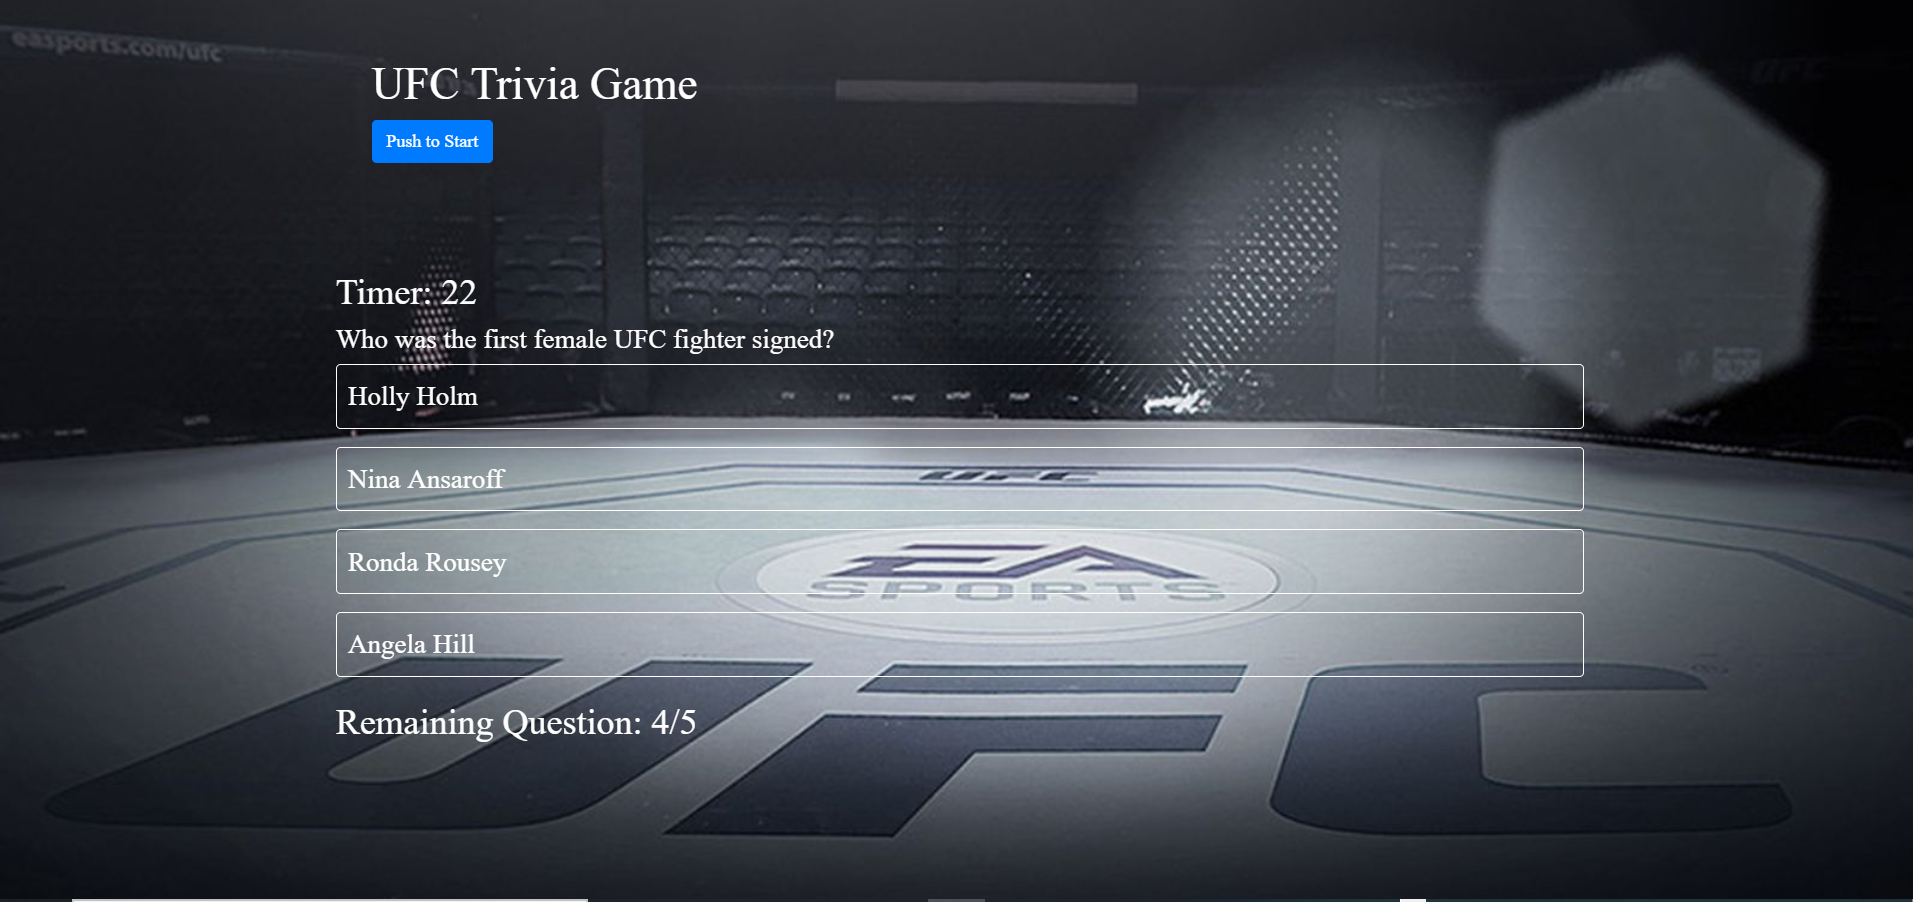 easports.com/ufc
UFC Trivia Game
Push to Start
Timer: 22
Who was the first female UFC fighter signed?
Holly Holm
Nina Ansaroff
UFC
Ronda Rousey
EA
SPORTS
Angela Hill
UFC
Remaining Question: 4/5